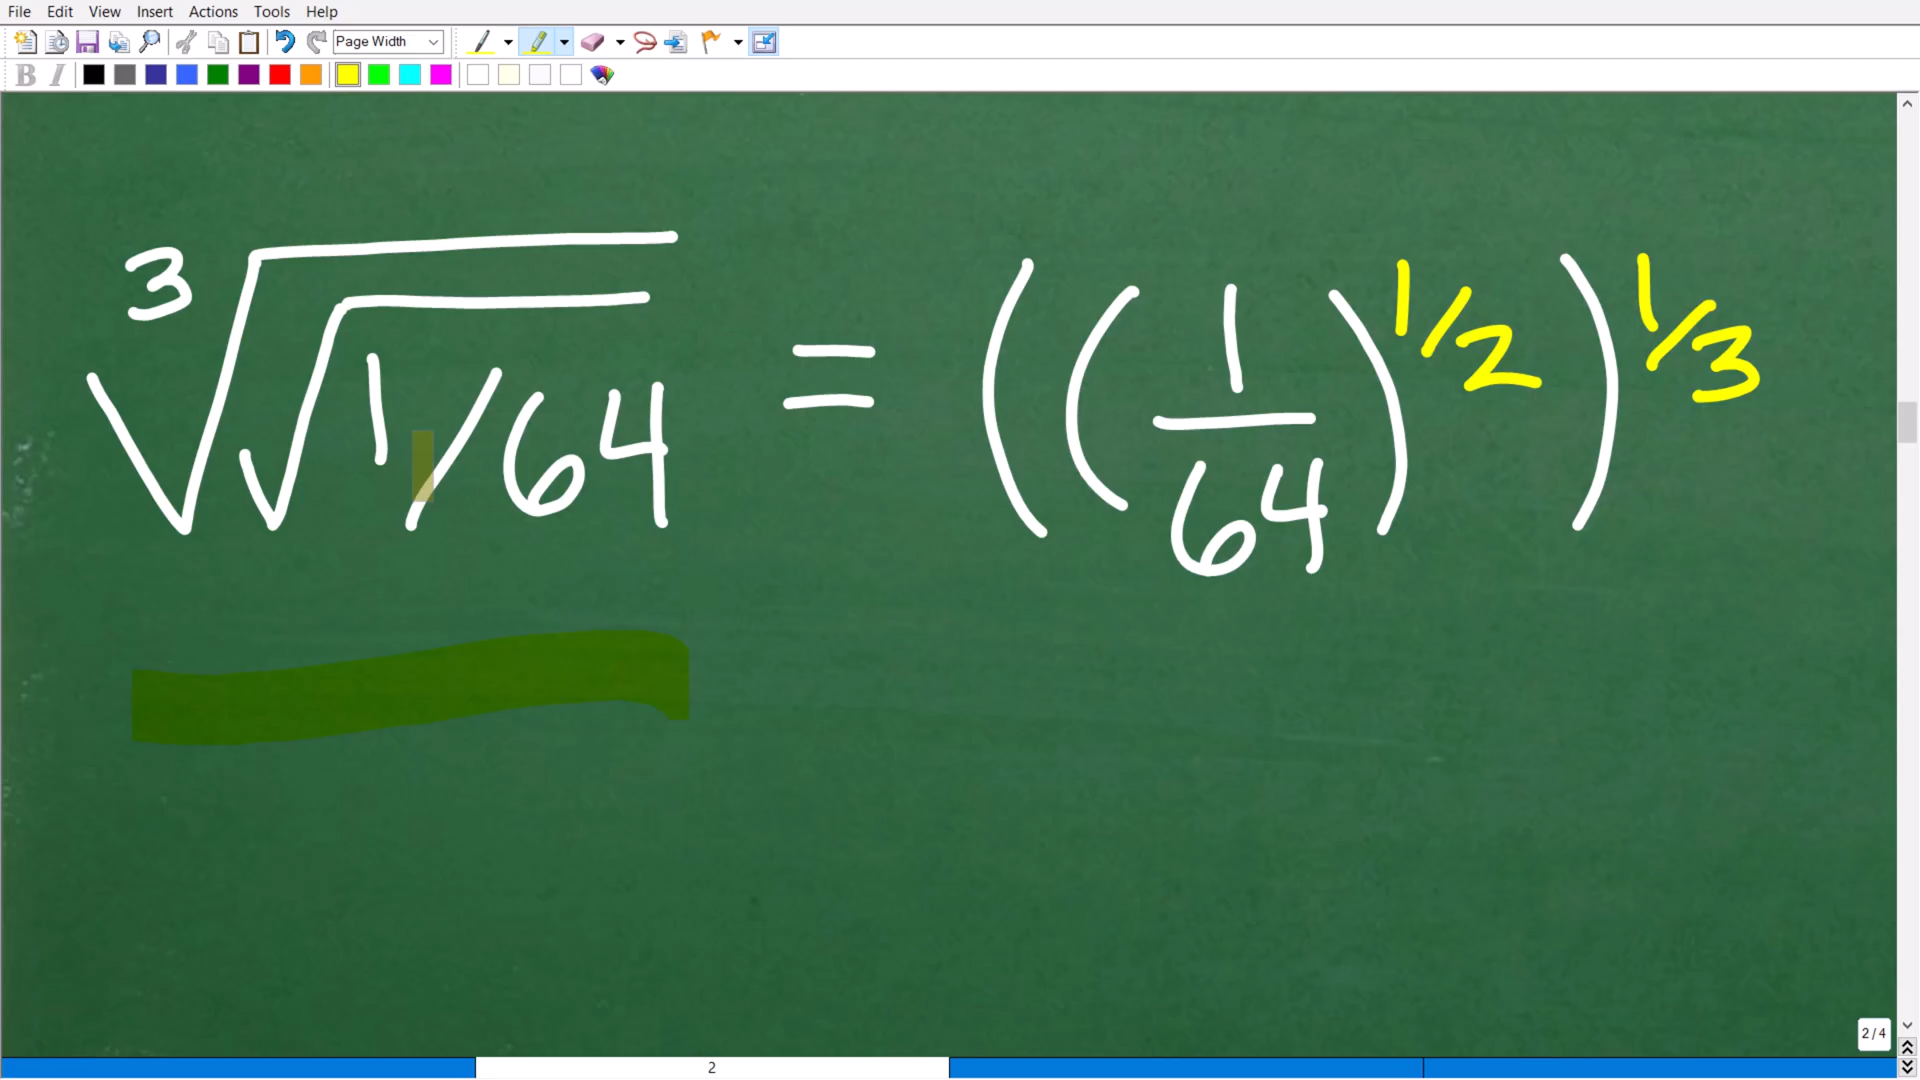 File Edit View Insert Actions Tools Help
Page Width
B I
∛(√(1/64)) = ((1/64)^1/2)^1/3
2/4
2